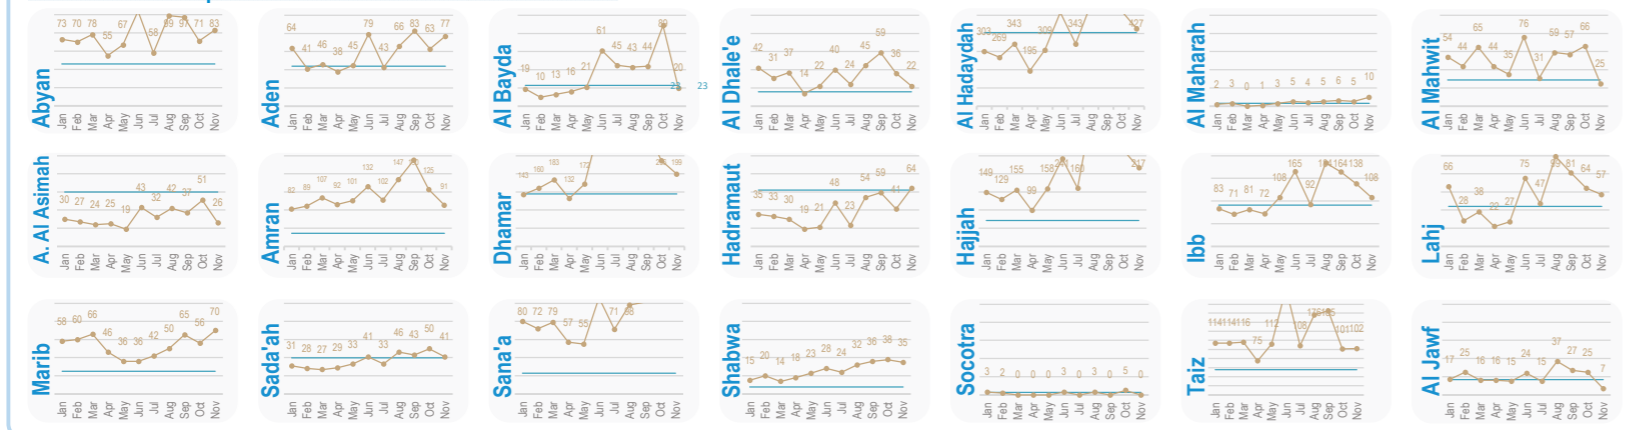 Abyan
73 70 78 55 67 58 99 97 71 83
Jan Feb Mar Apr May Jun Jul Aug Sep Oct Nov
Aden
64 41 46 38 45 79 43 66 83 63 77
Jan Feb Mar Apr May Jun Jul Aug Sep Oct Nov
Al Bayda
19 10 13 16 21 61 45 43 44 89 20
23 23
Jan Feb Mar Apr May Jun Jul Aug Sep Oct Nov
Al Dhale'e
42 31 37 14 22 40 24 45 59 36 22
Jan Feb Mar Apr May Jun Jul Aug Sep Oct Nov
Al Hadaydah
303 269 343 195 309 343 427
Jan Feb Mar Apr May Jun Jul Aug Sep Oct Nov
Al Maharah
2 3 0 1 3 5 4 5 6 5 10
Jan Feb Mar Apr May Jun Jul Aug Sep Oct Nov
Al Mahwit
54 44 65 44 35 76 31 59 57 66 25
Jan Feb Mar Apr May Jun Jul Aug Sep Oct Nov
A. Al Asimah
30 27 24 25 19 43 32 42 37 51 26
Jan Feb Mar Apr May Jun Jul Aug Sep Oct Nov
Amran
82 89 107 92 101 132 102 147 125 91
Jan Feb Mar Apr May Jun Jul Aug Sep Oct Nov
Dhamar
143 160 183 132 172 199
Jan Feb Mar Apr May Jun Jul Aug Sep Oct Nov
Hadramaut
35 33 30 19 21 48 23 54 59 41 64
Jan Feb Mar Apr May Jun Jul Aug Sep Oct Nov
Hajjah
149 129 155 99 158 160 217
Jan Feb Mar Apr May Jun Jul Aug Sep Oct Nov
Ibb
83 71 81 72 108 165 92 164 138 108
Jan Feb Mar Apr May Jun Jul Aug Sep Oct Nov
Lahj
66 28 38 22 27 75 47 99 81 64 57
Jan Feb Mar Apr May Jun Jul Aug Sep Oct Nov
Marib
58 60 66 46 36 36 42 50 65 56 70
Jan Feb Mar Apr May Jun Jul Aug Sep Oct Nov
Sada'ah
31 28 27 29 33 41 33 46 43 50 41
Jan Feb Mar Apr May Jun Jul Aug Sep Oct Nov
Sana'a
80 72 79 57 55 71 98
Jan Feb Mar Apr May Jun Jul Aug Sep Oct Nov
Shabwa
15 20 14 18 23 28 24 32 36 38 35
Jan Feb Mar Apr May Jun Jul Aug Sep Oct Nov
Socotra
3 2 0 0 0 3 0 3 0 5 0
Jan Feb Mar Apr May Jun Jul Aug Sep Oct Nov
Taiz
114 114 116 75 112 108 101 102
Jan Feb Mar Apr May Jun Jul Aug Sep Oct Nov
Al Jawf
17 25 16 16 15 24 15 37 27 25 7
Jan Feb Mar Apr May Jun Jul Aug Sep Oct Nov